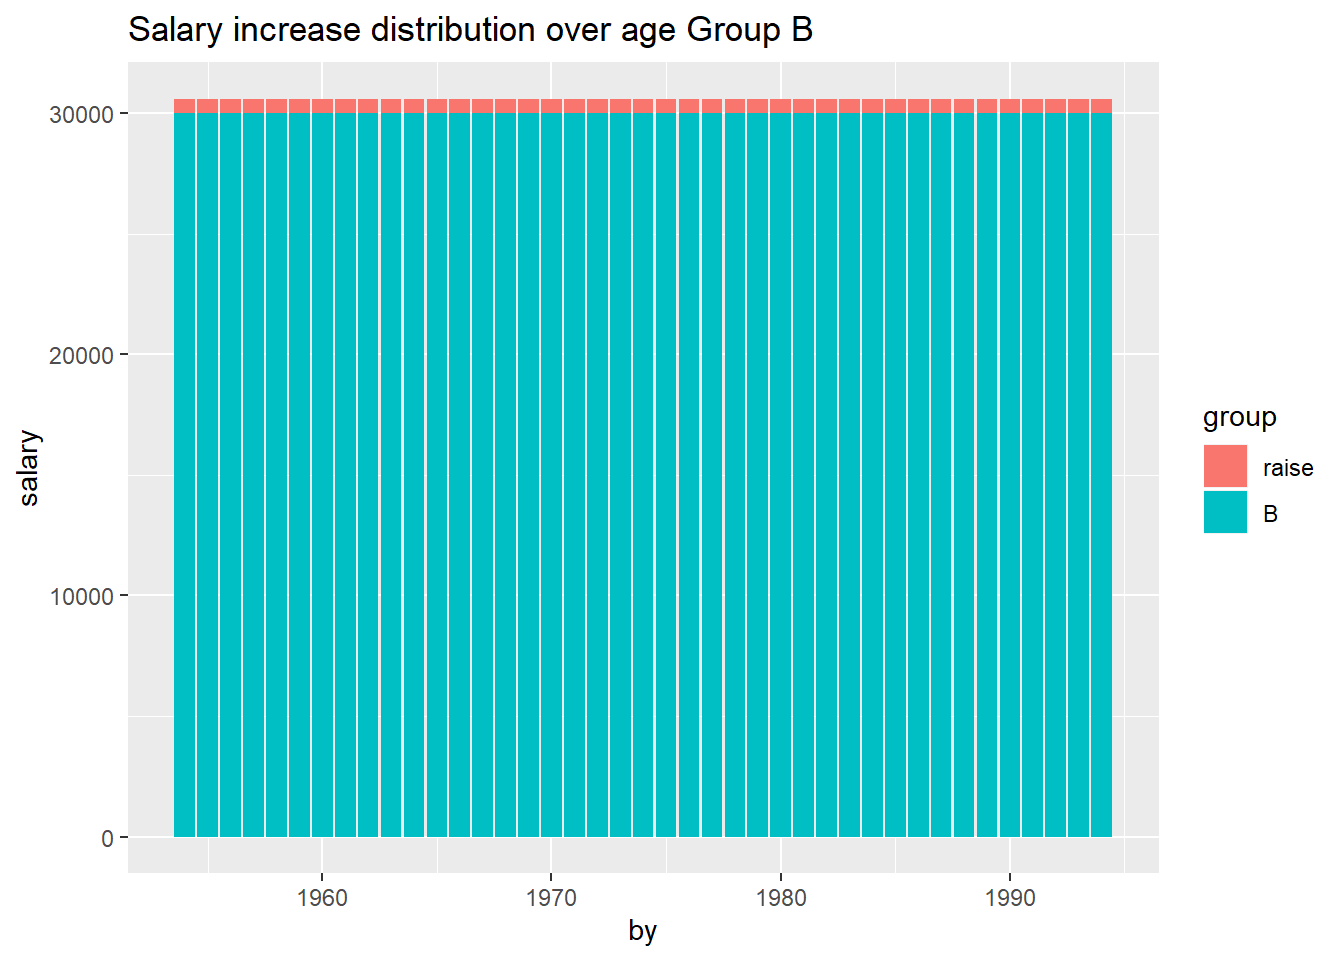 Salary increase distribution over age Group B
30000
20000
10000
0
salary
1960 1970 1980 1990
by
group
raise
B